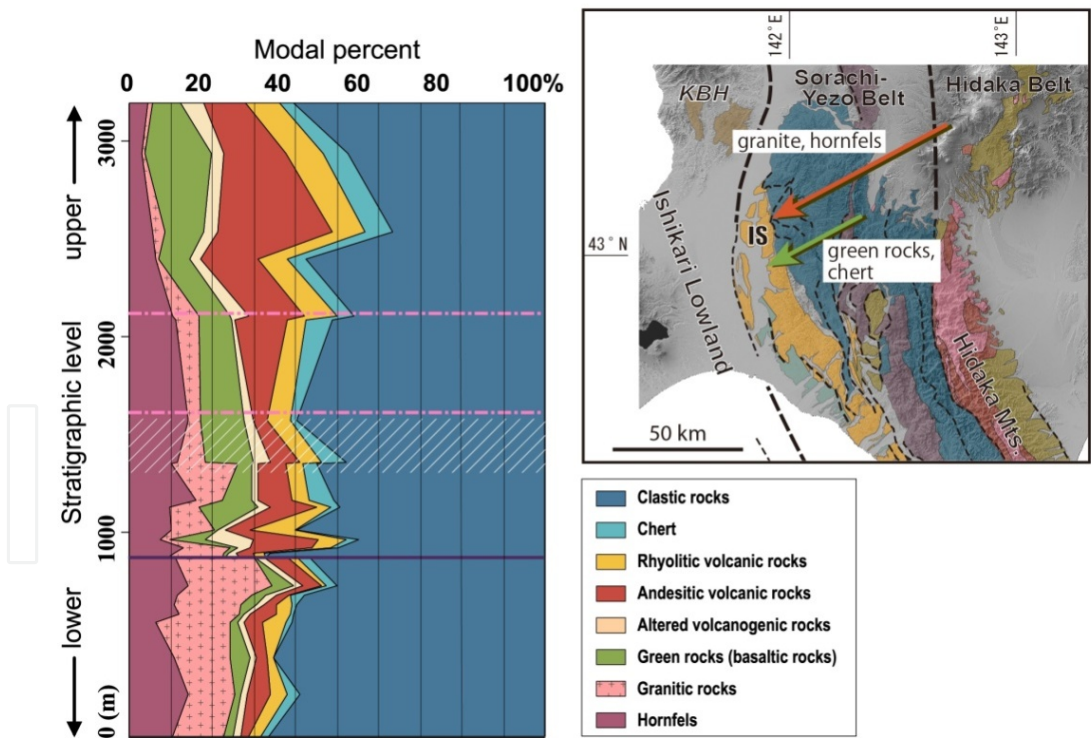 Modal percent
0 20 40 60 80 100%
upper
Stratigraphic level
lower
3000
2000
1000
0 (m)
142°E
143°E
43°N
KBH
Sorachi-
Yezo Belt
Hidaka Belt
granite, hornfels
IS
green rocks,
chert
Ishikari Lowland
Hidaka Mts.
50 km
Clastic rocks
Chert
Rhyolitic volcanic rocks
Andesitic volcanic rocks
Altered volcanogenic rocks
Green rocks (basaltic rocks)
Granitic rocks
Hornfels